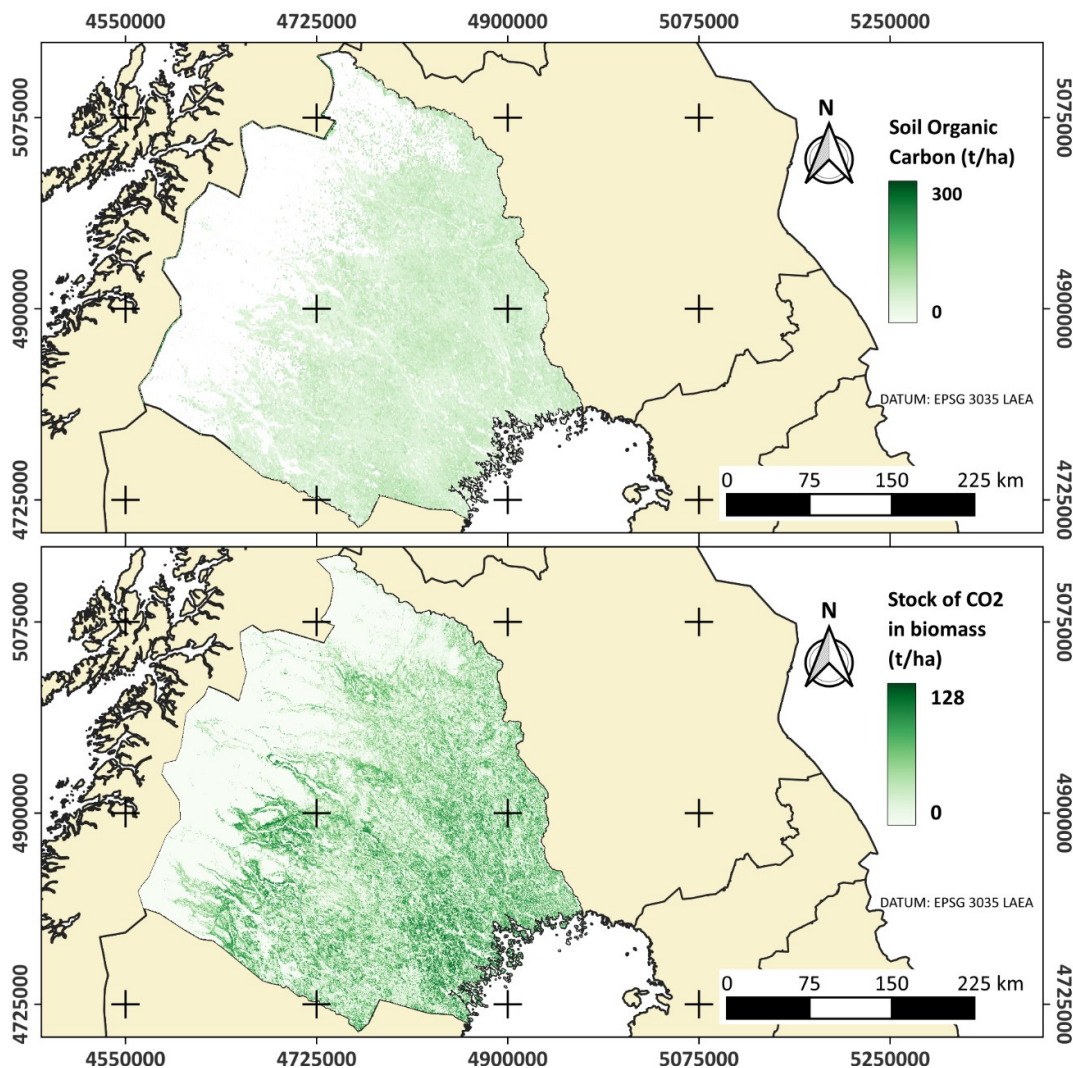 45550000 4725000 4900000 5075000 5250000
5075000
4900000
4725000
N
Soil Organic
Carbon (t/ha)
300
0
DATUM: EPSG 3035 LAEA
0 75 150 225 km
5075000
4900000
4725000
5075000
4900000
4725000
N
Stock of CO2
in biomass
(t/ha)
128
0
DATUM: EPSG 3035 LAEA
0 75 150 225 km
5075000
4900000
4725000
45550000 4725000 4900000 5075000 5250000